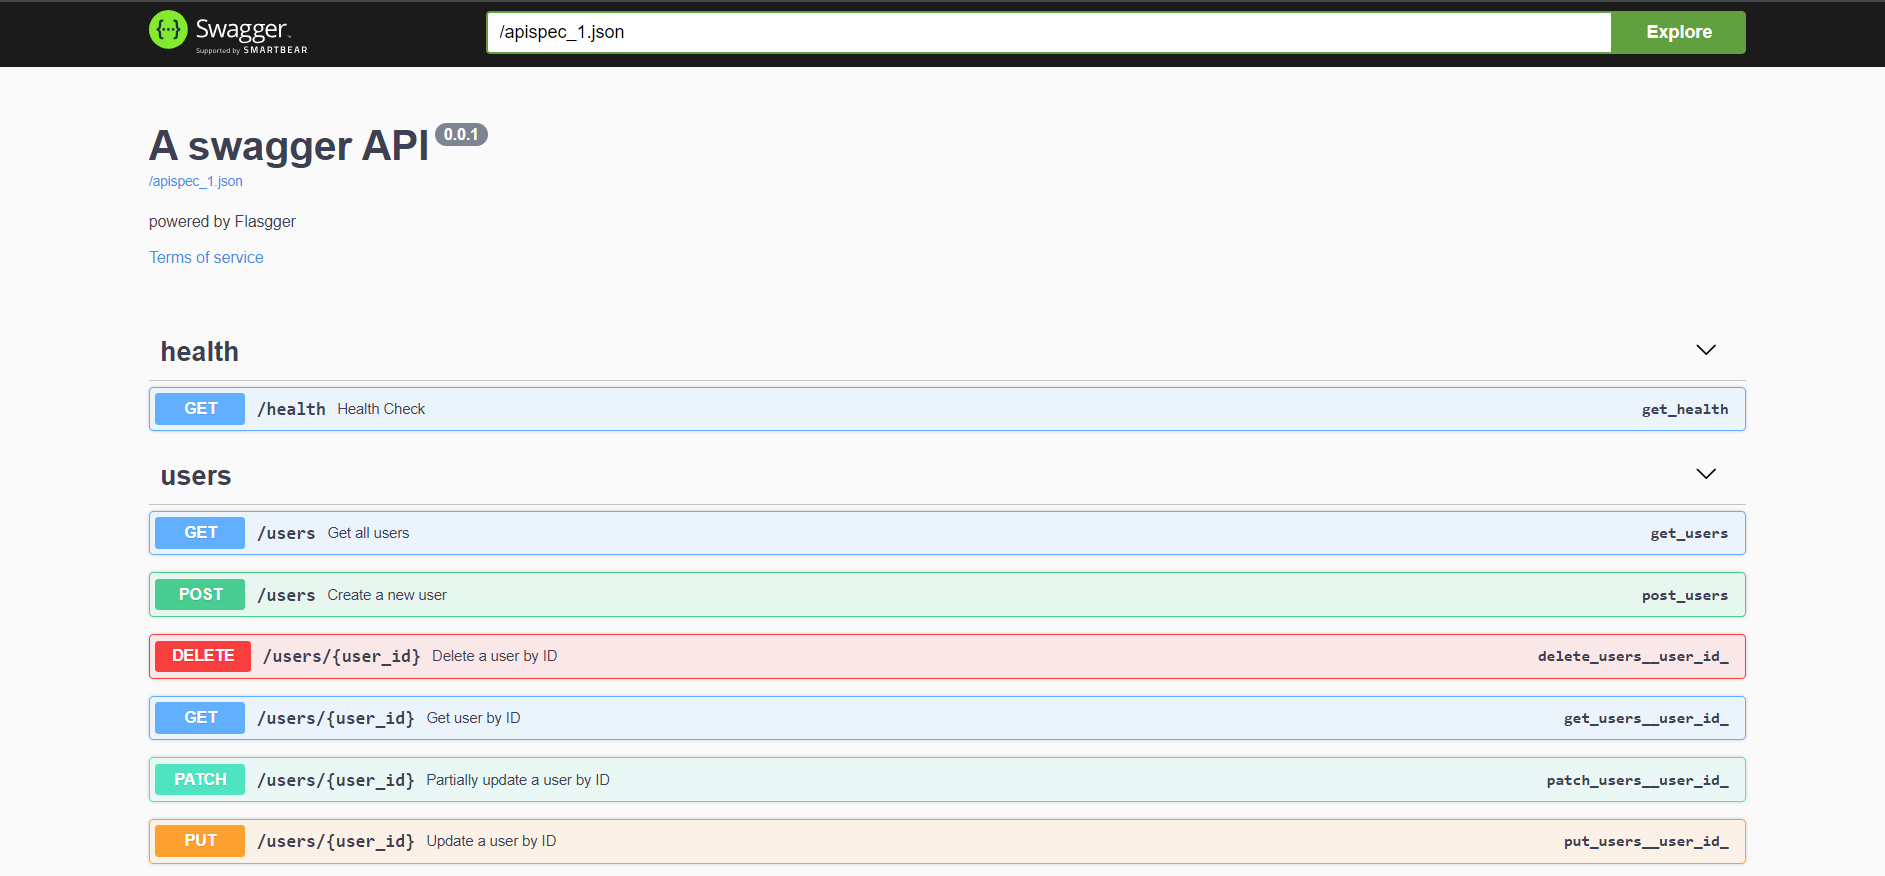 Swagger.
Supported by SMARTBEAR
/apispec_1.json
Explore
A swagger API 0.0.1
/apispec_1.json
powered by Flasgger
Terms of service
health
GET /health Health Check get_health
users
GET /users Get all users get_users
POST /users Create a new user post_users
DELETE /users/{user_id} Delete a user by ID delete_users__user_id_
GET /users/{user_id} Get user by ID get_users__user_id_
PATCH /users/{user_id} Partially update a user by ID patch_users__user_id_
PUT /users/{user_id} Update a user by ID put_users__user_id_